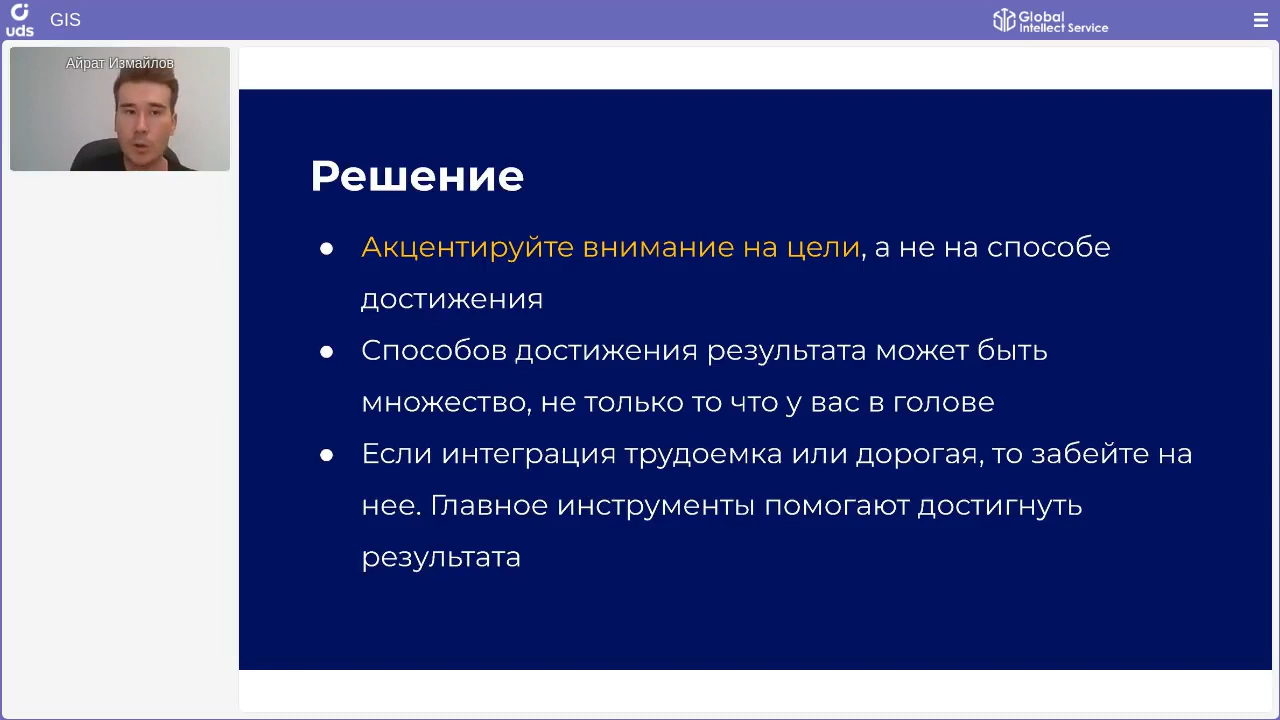 uds
GIS
Global
Intellect Service
Айрат Измайлов
Решение
● Акцентируйте внимание на цели, а не на способе
достижения
● Способов достижения результата может быть
множество, не только то что у вас в голове
● Если интеграция трудоемка или дорогая, то забейте на
нее. Главное инструменты помогают достигнуть
результата